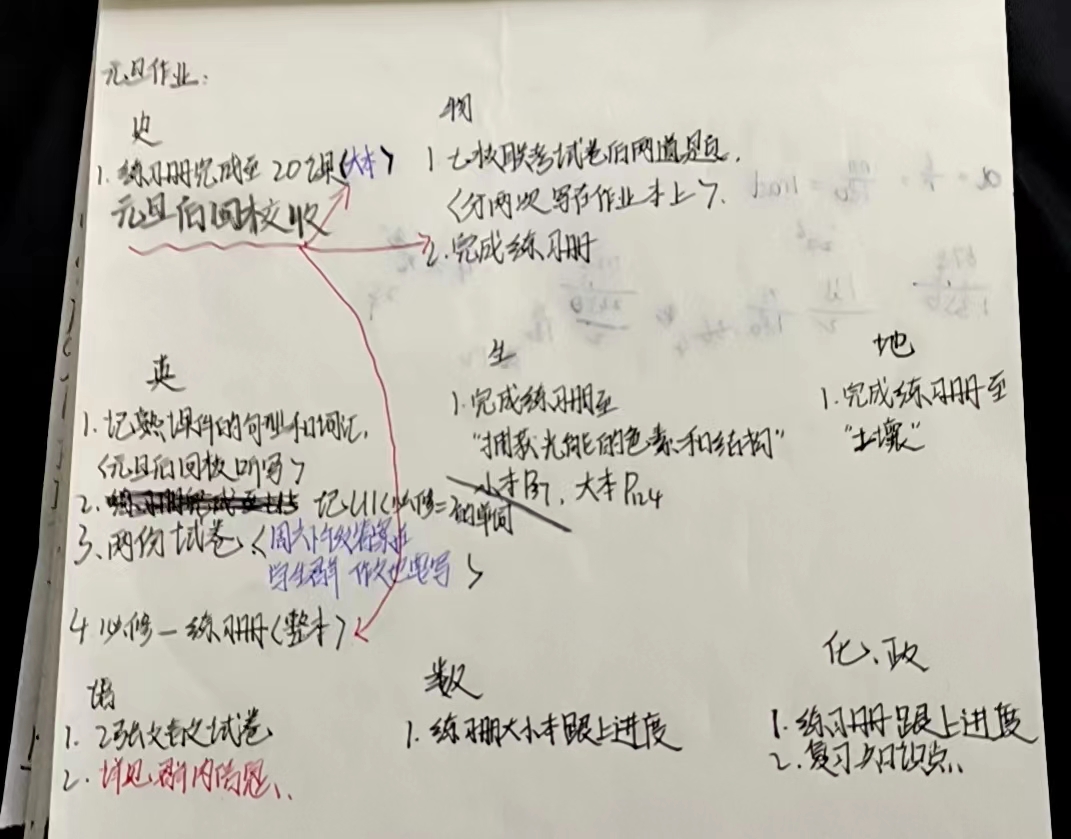 元旦作业:
史
1. 练习册完成至 20课(大本)
元旦后回校收
物
1 七校联考试卷后两道题.
<分两次写在作业本上>.
2. 完成练习册
英
1. 记熟课件的句型和词汇,
<元旦后回校听写>
2. 记U1(必修二的单词
3. 两份试卷、<周六下午
学生群 作文也要写>
4 必修一练习册(整本)
生
1. 完成练习册至
"捕获光能的色素和结构"
小本P37, 大本P124
地
1. 完成练习册至
"土壤"
语
1. 2张文言文试卷
2. 详见群内信息、
数
1. 练习册大小本跟上进度
化、政
1. 练习册跟上进度
2. 复习知识点、